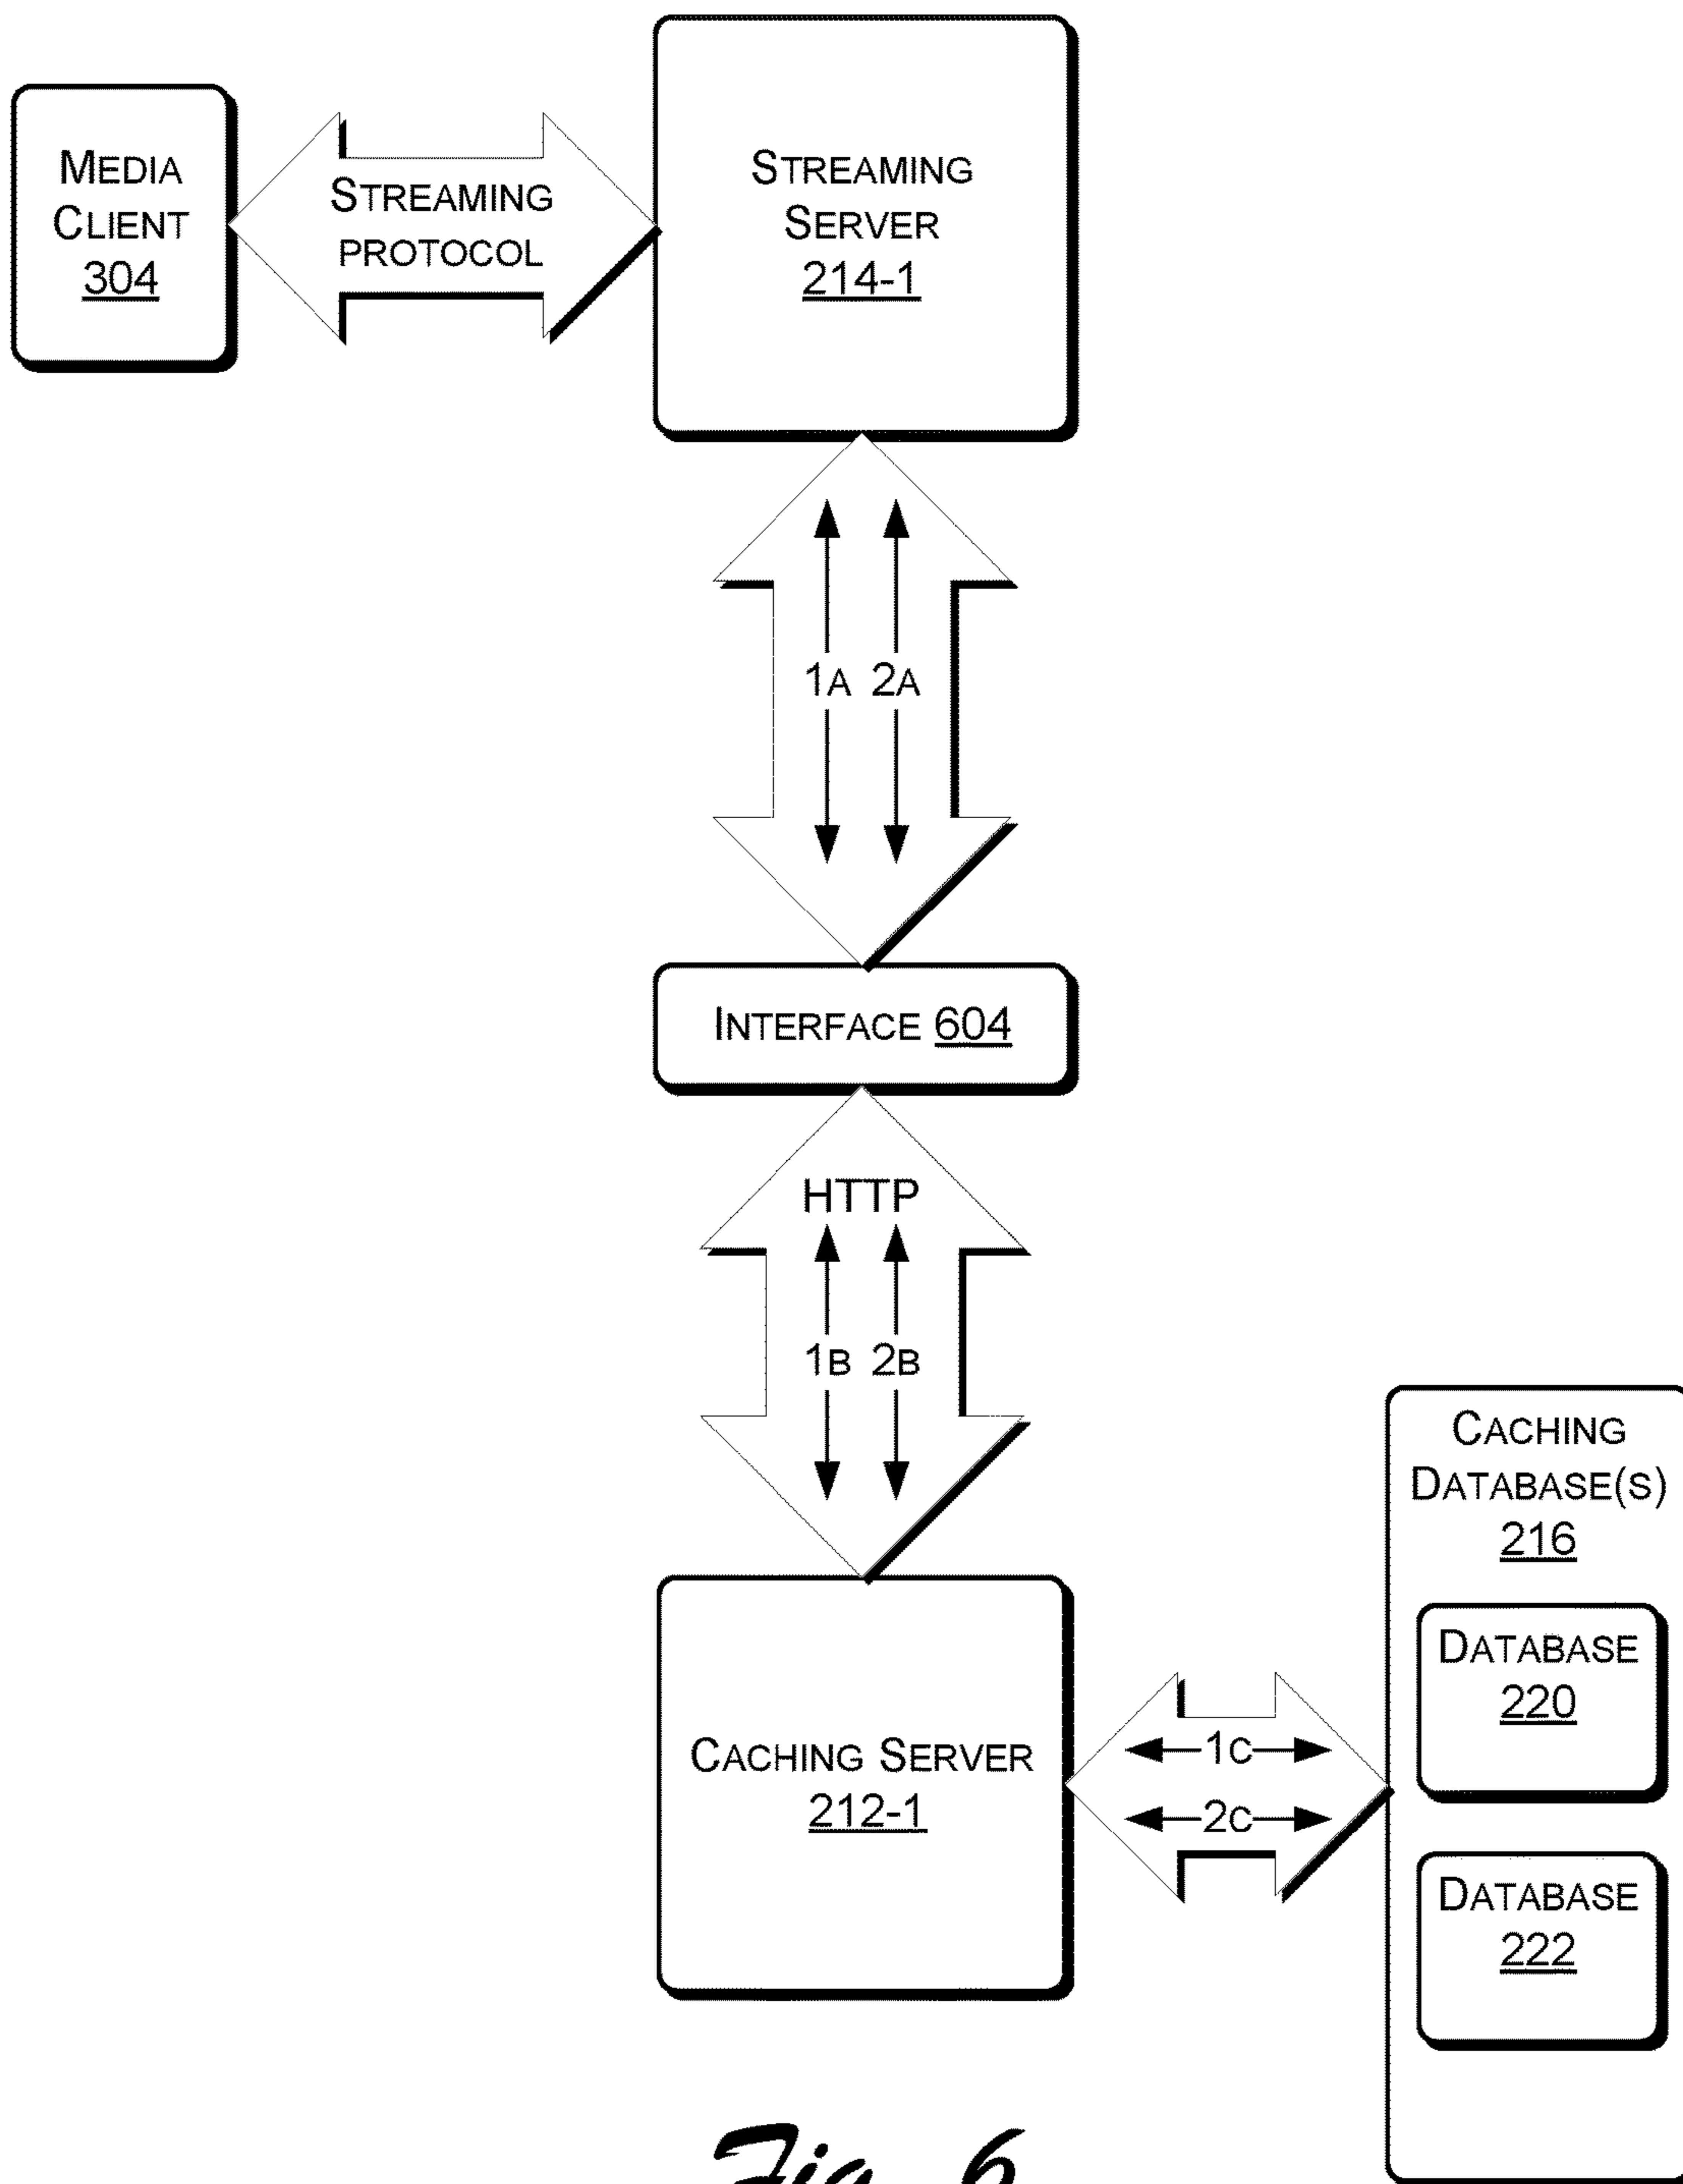 MEDIA
CLIENT
304
STREAMING
PROTOCOL
STREAMING
SERVER
214-1
1A 2A
INTERFACE 604
HTTP
1B 2B
CACHING SERVER
212-1
1C
2C
CACHING
DATABASE(S)
216
DATABASE
220
DATABASE
222
Fig. 6